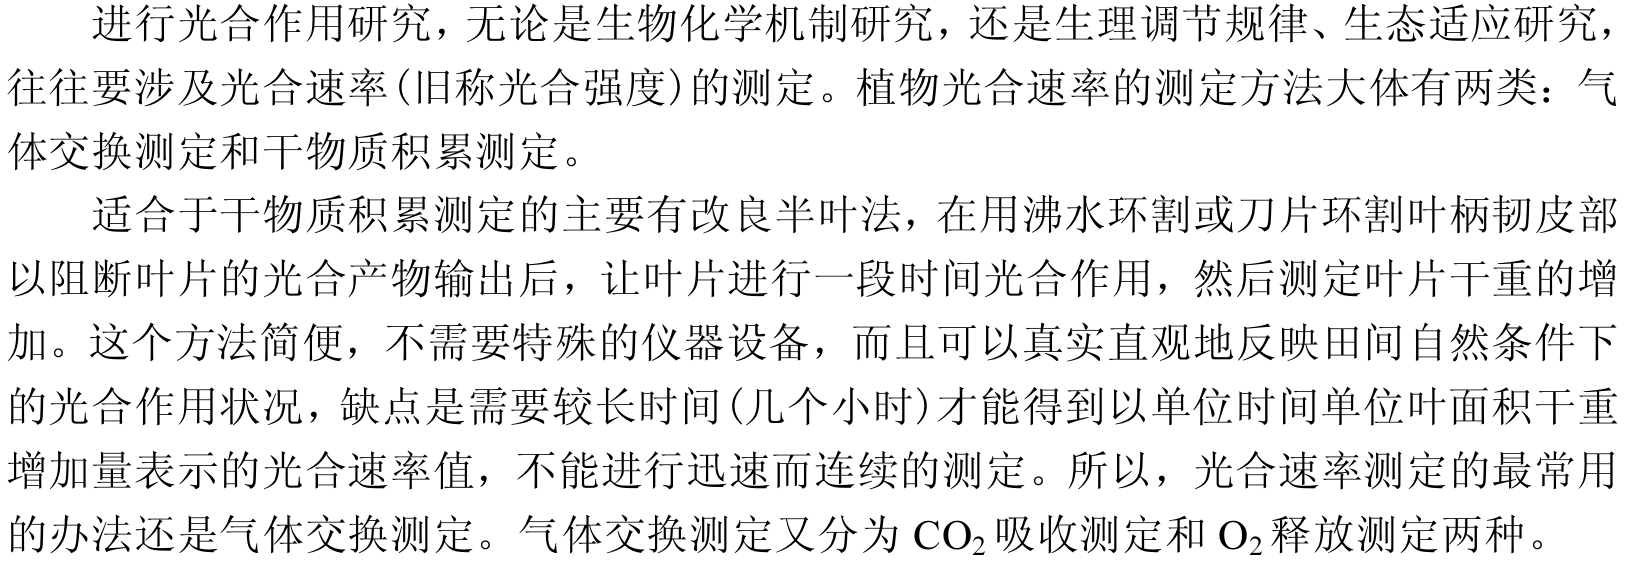 进行光合作用研究，无论是生物化学机制研究，还是生理调节规律、生态适应研究，
往往要涉及光合速率(旧称光合强度)的测定。植物光合速率的测定方法大体有两类：气
体交换测定和干物质积累测定。
适合于干物质积累测定的主要有改良半叶法，在用沸水环割或刀片环割叶柄韧皮部
以阻断叶片的光合产物输出后，让叶片进行一段时间光合作用，然后测定叶片干重的增
加。这个方法简便，不需要特殊的仪器设备，而且可以真实直观地反映田间自然条件下
的光合作用状况，缺点是需要较长时间(几个小时)才能得到以单位时间单位叶面积干重
增加量表示的光合速率值，不能进行迅速而连续的测定。所以，光合速率测定的最常用
的办法还是气体交换测定。气体交换测定又分为 CO₂ 吸收测定和 O₂ 释放测定两种。